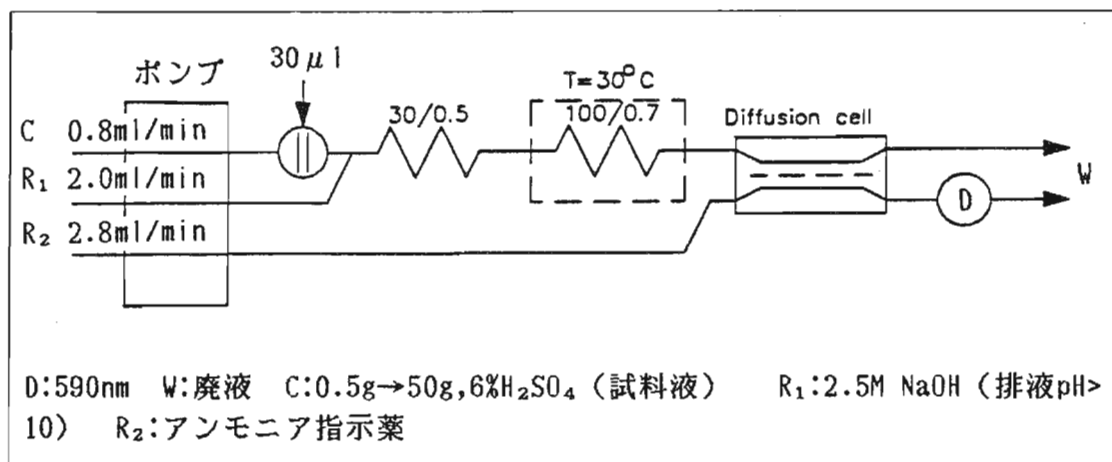 30μl
ポンプ
T=30°C
30/0.5
100/0.7
Diffusion cell
C 0.8ml/min
R₁ 2.0ml/min
R₂ 2.8ml/min
W
D
D:590nm W:廃液 C:0.5g→50g,6%H₂SO₄ (試料液) R₁:2.5M NaOH (排液pH>
10) R₂:アンモニア指示薬